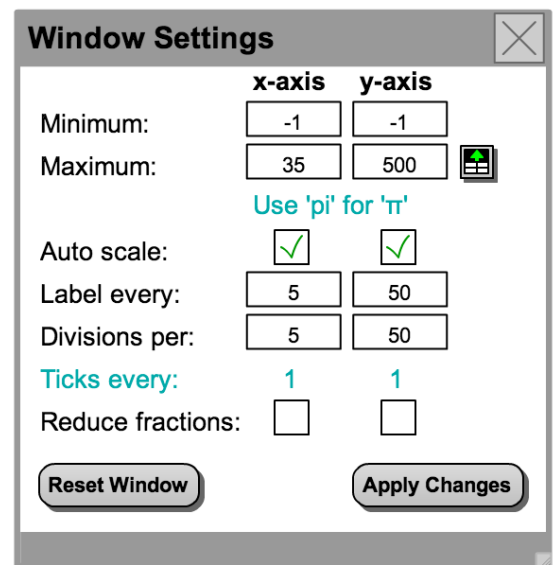 Window Settings
x-axis y-axis
Minimum: -1 -1
Maximum: 35 500
Use 'pi' for 'π'
Auto scale:
Label every: 5 50
Divisions per: 5 50
Ticks every: 1 1
Reduce fractions:
Reset Window Apply Changes